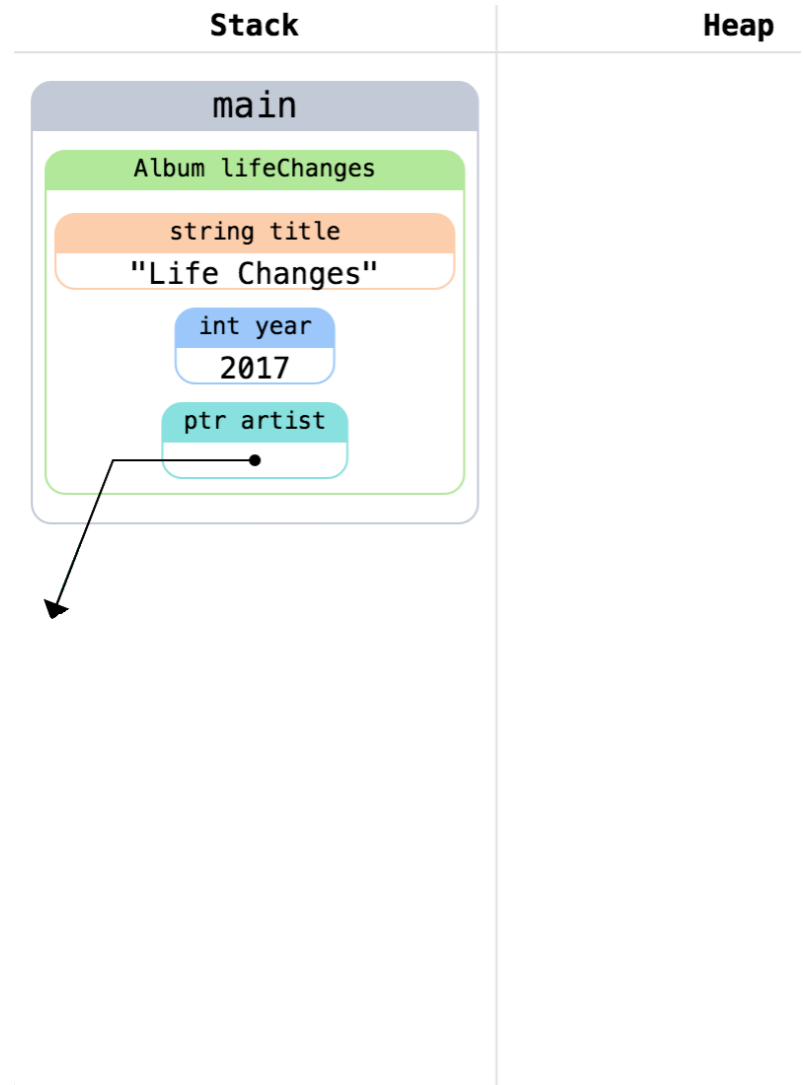 Stack
Heap
main
Album lifeChanges
string title
"Life Changes"
int year
2017
ptr artist